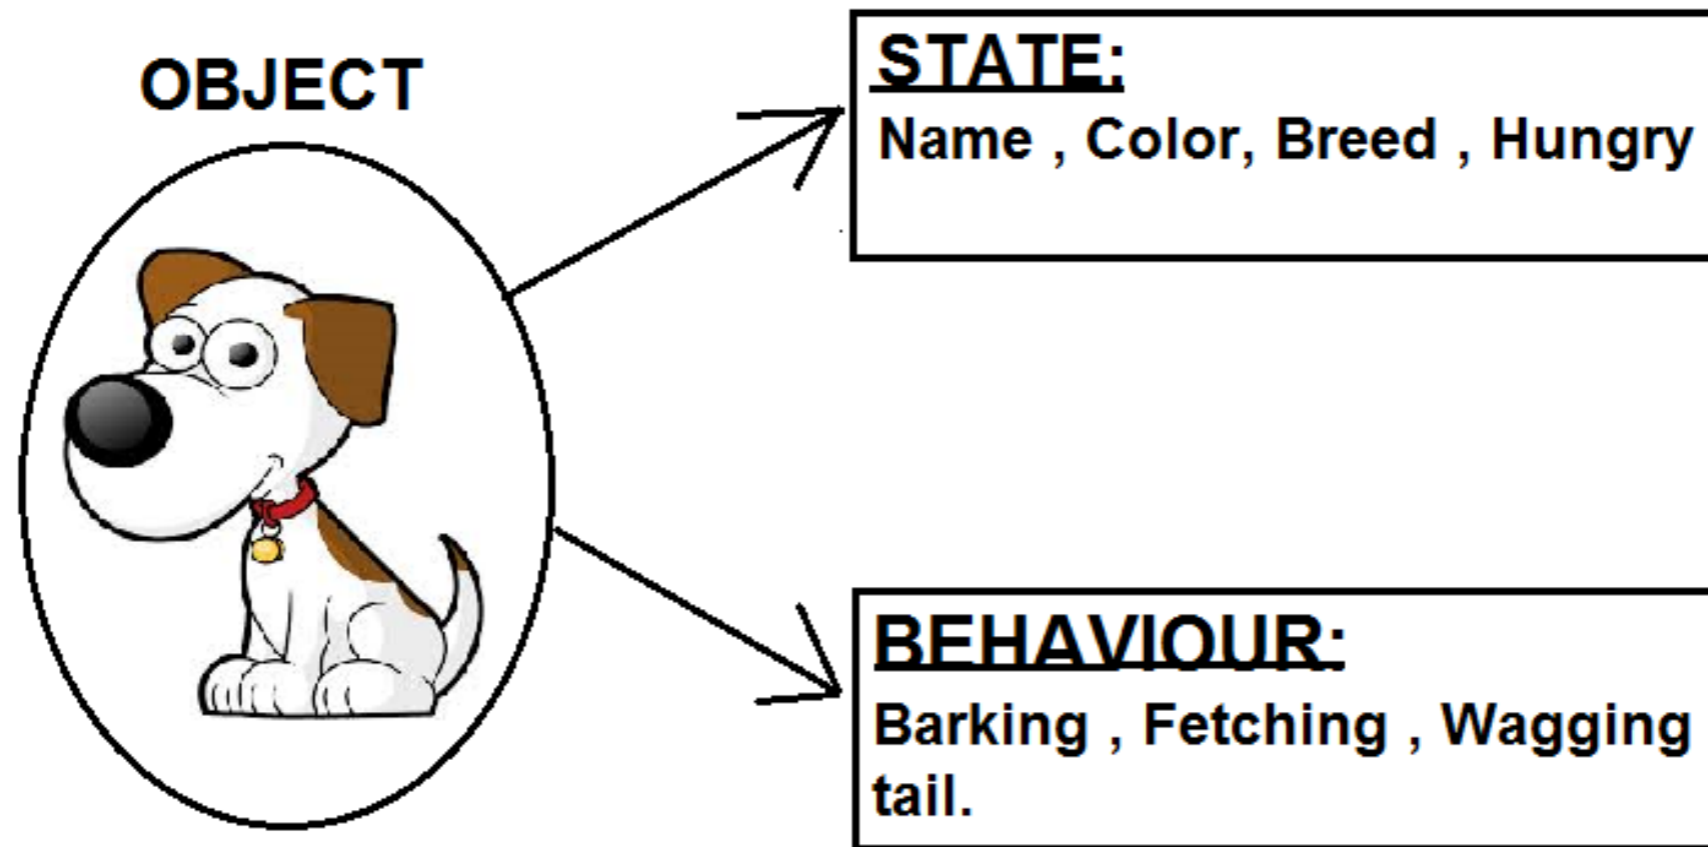 OBJECT
STATE:
Name , Color, Breed , Hungry
BEHAVIOUR:
Barking , Fetching , Wagging
tail.